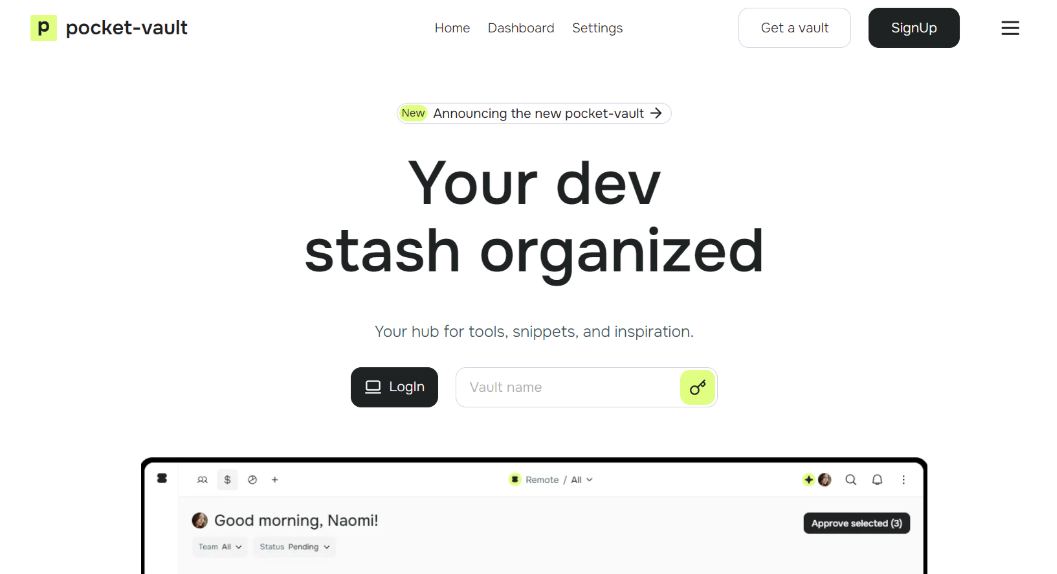 p pocket-vault Home Dashboard Settings Get a vault SignUp
New Announcing the new pocket-vault →
Your dev
stash organized
Your hub for tools, snippets, and inspiration.
LogIn Vault name
$ + Remote / All
Good morning, Naomi! Approve selected (3)
Team All Status Pending